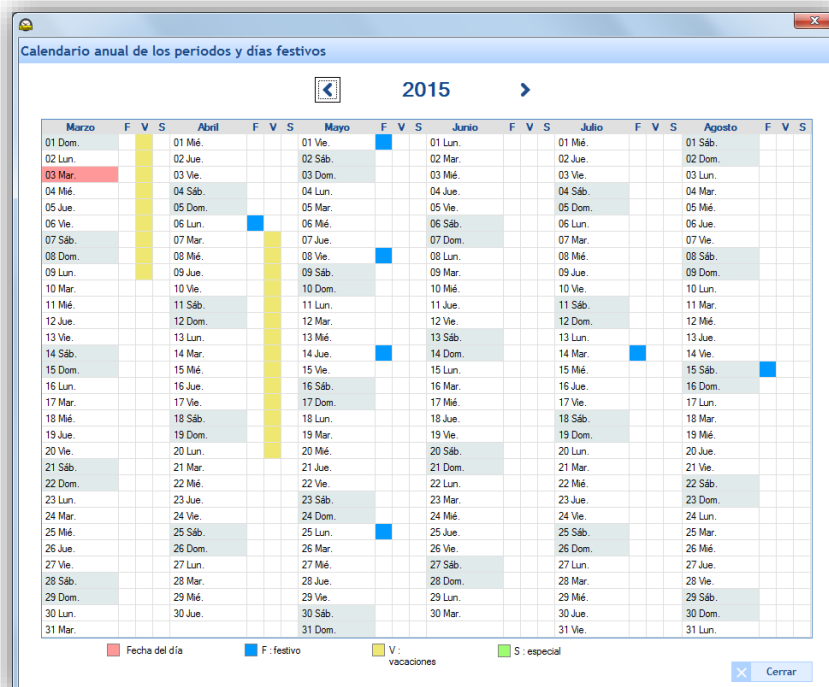 Calendario anual de los periodos y días festivos
2015
Marzo F V S Abril F V S Mayo F V S Junio F V S Julio F V S Agosto F V S
01 Dom. 01 Mié. 01 Vie. 01 Lun. 01 Mié. 01 Sáb.
02 Lun. 02 Jue. 02 Sáb. 02 Mar. 02 Jue. 02 Dom.
03 Mar. 03 Vie. 03 Dom. 03 Mié. 03 Vie. 03 Lun.
04 Mié. 04 Sáb. 04 Lun. 04 Jue. 04 Sáb. 04 Mar.
05 Jue. 05 Dom. 05 Mar. 05 Vie. 05 Dom. 05 Mié.
06 Vie. 06 Lun. 06 Mié. 06 Sáb. 06 Lun. 06 Jue.
07 Sáb. 07 Mar. 07 Jue. 07 Dom. 07 Mar. 07 Vie.
08 Dom. 08 Mié. 08 Vie. 08 Lun. 08 Mié. 08 Sáb.
09 Lun. 09 Jue. 09 Sáb. 09 Mar. 09 Jue. 09 Dom.
10 Mar. 10 Vie. 10 Dom. 10 Mié. 10 Vie. 10 Lun.
11 Mié. 11 Sáb. 11 Lun. 11 Jue. 11 Sáb. 11 Mar.
12 Jue. 12 Dom. 12 Mar. 12 Vie. 12 Dom. 12 Mié.
13 Vie. 13 Lun. 13 Mié. 13 Sáb. 13 Lun. 13 Jue.
14 Sáb. 14 Mar. 14 Jue. 14 Dom. 14 Mar. 14 Vie.
15 Dom. 15 Mié. 15 Vie. 15 Lun. 15 Mié. 15 Sáb.
16 Lun. 16 Jue. 16 Sáb. 16 Mar. 16 Jue. 16 Dom.
17 Mar. 17 Vie. 17 Dom. 17 Mié. 17 Vie. 17 Lun.
18 Mié. 18 Sáb. 18 Lun. 18 Jue. 18 Sáb. 18 Mar.
19 Jue. 19 Dom. 19 Mar. 19 Vie. 19 Dom. 19 Mié.
20 Vie. 20 Lun. 20 Mié. 20 Sáb. 20 Lun. 20 Jue.
21 Sáb. 21 Mar. 21 Jue. 21 Dom. 21 Mar. 21 Vie.
22 Dom. 22 Mié. 22 Vie. 22 Lun. 22 Mié. 22 Sáb.
23 Lun. 23 Jue. 23 Sáb. 23 Mar. 23 Jue. 23 Dom.
24 Mar. 24 Vie. 24 Dom. 24 Mié. 24 Vie. 24 Lun.
25 Mié. 25 Sáb. 25 Lun. 25 Jue. 25 Sáb. 25 Mar.
26 Jue. 26 Dom. 26 Mar. 26 Vie. 26 Dom. 26 Mié.
27 Vie. 27 Lun. 27 Mié. 27 Sáb. 27 Lun. 27 Jue.
28 Sáb. 28 Mar. 28 Jue. 28 Dom. 28 Mar. 28 Vie.
29 Dom. 29 Mié. 29 Vie. 29 Lun. 29 Mié. 29 Sáb.
30 Lun. 30 Jue. 30 Sáb. 30 Mar. 30 Jue. 30 Dom.
31 Mar. 31 Dom. 31 Vie. 31 Lun.
Fecha del día F : festivo V : vacaciones S : especial
Cerrar